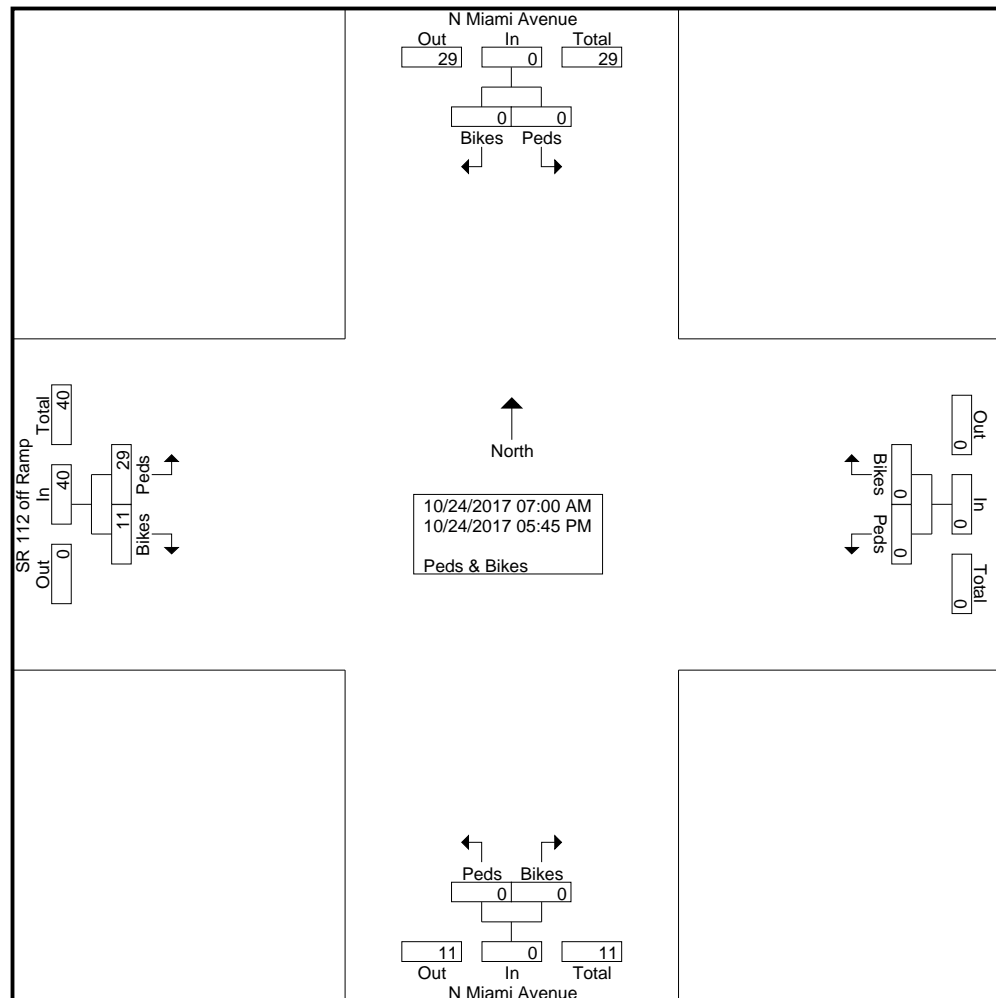 N Miami Avenue
Out In Total
29 0 29
0 0
Bikes Peds
SR 112 off Ramp
Out In Total
0 40 40
Bikes Peds
11 29
North
10/24/2017 07:00 AM
10/24/2017 05:45 PM
Peds & Bikes
Out In Total
0 0 0
Bikes Peds
0 0
Peds Bikes
0 0
11 0 11
Out In Total
N Miami Avenue